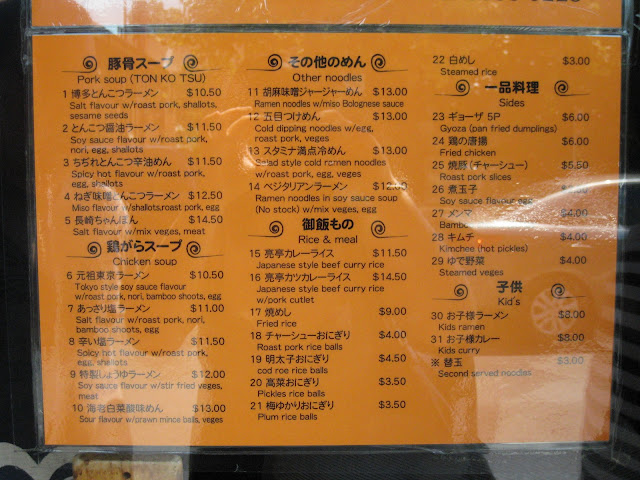 豚骨スープ
Pork soup (TON KO TSU)
1 博多とんこつラーメン $10.50
Salt flavour w/roast pork, shallots,
sesame seeds
2 とんこつ醤油ラーメン $11.50
Soy sauce flavour w/roast pork,
nori, egg, shallots
3 ちぢれとんこつ辛油めん $11.50
Spicy hot flavour w/roast pork,
egg, shallots
4 ねぎ味噌とんこつラーメン $12.50
Miso flavour w/shalots,roast pork, egg
5 長崎ちゃんぽん $14.50
Salt flavour w/mix veges, meat
鶏がらスープ
Chicken soup
6 元祖東京ラーメン $10.50
Tokyo style soy sauce flavour
w/roast pork, nori, bamboo shoots, egg
7 あっさり塩ラーメン $11.00
Salt flavour w/roast pork, nori,
bamboo shoots, egg
8 辛い塩ラーメン $11.50
Spicy hot flavour w/roast pork,
egg
9 特製しょうゆラーメン $12.00
Soy sauce flavour w/stir fried veges,
meat
10 海老白菜酸味めん $13.00
Sour flavour w/prawn mince balls, veges
その他のめん
Other noodles
11 胡麻味噌ジャージャーめん $13.00
Ramen noodles w/miso Bolognese sauce
12 五目つけめん $13.00
Cold dipping noodles w/egg,
roast pork, veges
13 スタミナ満点冷めん $13.00
Salad style cold ramen noodles
w/roast pork, egg, veges
14 ベジタリアンラーメン $12.00
Ramen noodles in soy sauce soup
(No stock) w/mix veges, egg
御飯もの
Rice & meal
15 亮亭カレーライス $11.50
Japanese style beef curry rice
16 亮亭カツカレーライス $14.50
Japanese style beef curry rice
w/pork cutlet
17 焼めし $9.00
Fried rice
18 チャーシューおにぎり $4.00
Roast pork rice balls
19 明太子おにぎり $4.50
cod roe rice balls
20 高菜おにぎり $3.50
Pickles rice balls
21 梅ゆかりおにぎり $3.50
Plum rice balls
22 白めし $3.00
Steamed rice
一品料理
Sides
23 ギョーザ 5P $6.00
Gyoza (pan fried dumplings)
24 鶏の唐揚 $6.00
Fried chicken
25 焼豚（チャーシュー） $5.50
Roast pork slices
26 煮玉子
Soy sauce flavour egg
27 メンマ $4.00
28 キムチ $4.00
Kimchee (hot pickles)
29 ゆで野菜 $4.00
Steamed veges
子供
Kid's
30 お子様ラーメン $8.00
Kids ramen
31 お子様カレー $8.00
Kids curry
※ 替玉 $3.00
Second served noodles